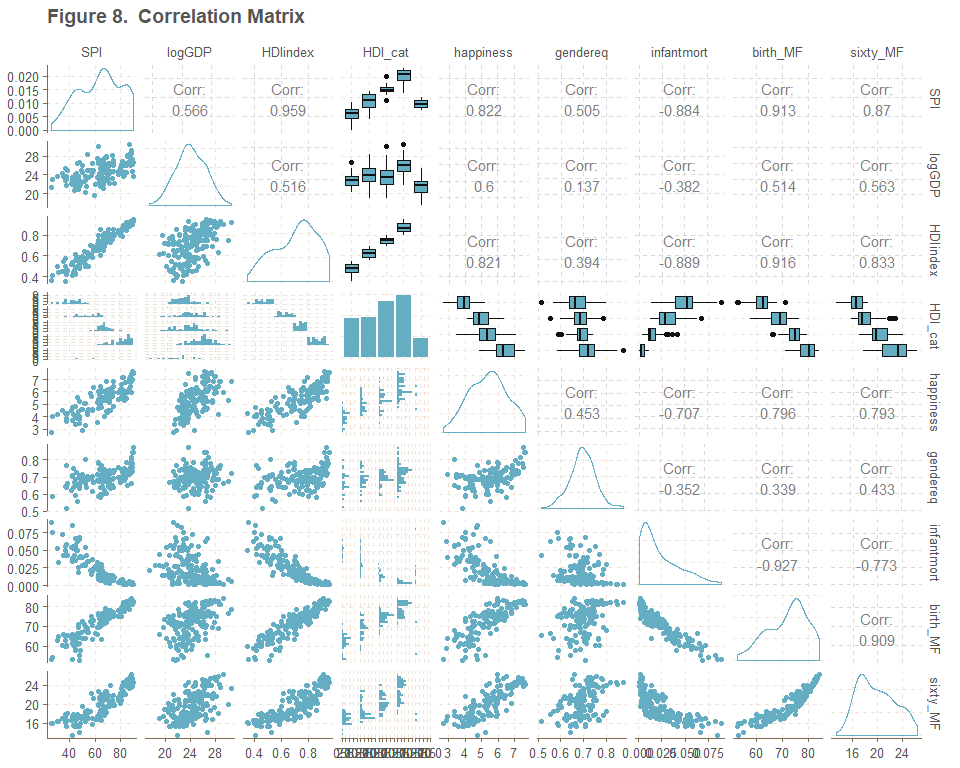 Figure 8.  Correlation Matrix
SPI logGDP HDIindex HDI_cat happiness gendereq infantmort birth_MF sixty_MF
0.020
0.015
0.010
0.005
0.000
Corr: Corr: Corr: Corr: Corr: Corr: Corr:
0.566 0.959 0.822 0.505 -0.884 0.913 0.87
SPI
28
24
20
Corr: Corr: Corr: Corr: Corr: Corr:
0.516 0.6 0.137 -0.382 0.514 0.563
logGDP
0.8
0.6
0.4
Corr: Corr: Corr: Corr: Corr:
0.821 0.394 -0.889 0.916 0.833
HDIindex
HDI_cat
7
6
5
4
3
Corr: Corr: Corr: Corr:
0.453 -0.707 0.796 0.793
happiness
0.8
0.7
0.6
0.5
Corr: Corr: Corr:
-0.352 0.339 0.433
gendereq
0.075
0.050
0.025
0.000
Corr: Corr:
-0.927 -0.773
infantmort
80
70
60
Corr:
0.909
birth_MF
24
20
16
sixty_MF
40 60 80 20 24 28 0.4 0.6 0.8 3 4 5 6 7 0.5 0.6 0.7 0.8 0.000 0.025 0.050 0.075 60 70 80 16 20 24